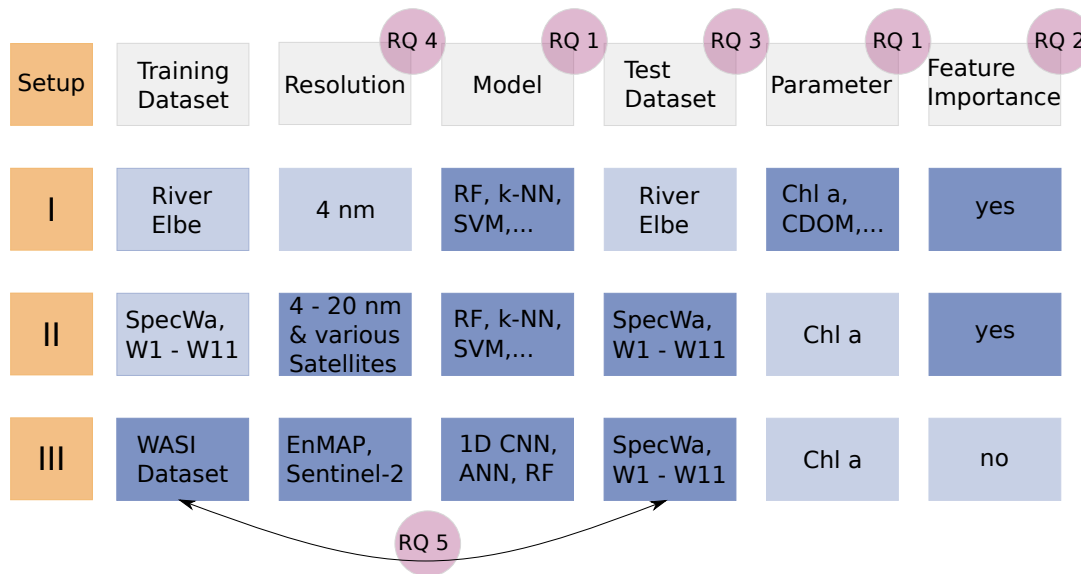 RQ 4
RQ 1
RQ 3
RQ 1
RQ 2
Setup
Training
Dataset
Resolution
Model
Test
Dataset
Parameter
Feature
Importance
I
River
Elbe
4 nm
RF, k-NN,
SVM,...
River
Elbe
Chl a,
CDOM,...
yes
II
SpecWa,
W1 - W11
4 - 20 nm
& various
Satellites
RF, k-NN,
SVM,...
SpecWa,
W1 - W11
Chl a
yes
III
WASI
Dataset
EnMAP,
Sentinel-2
1D CNN,
ANN, RF
SpecWa,
W1 - W11
Chl a
no
RQ 5